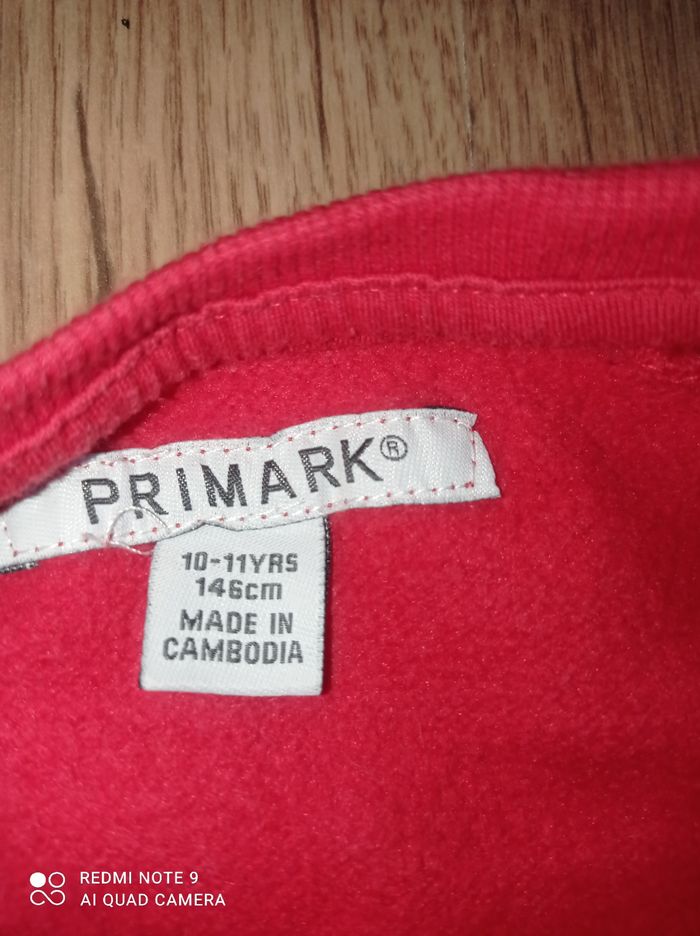 PRIMARK®
10-11YRS
146cm
MADE IN
CAMBODIA
REDMI NOTE 9
AI QUAD CAMERA